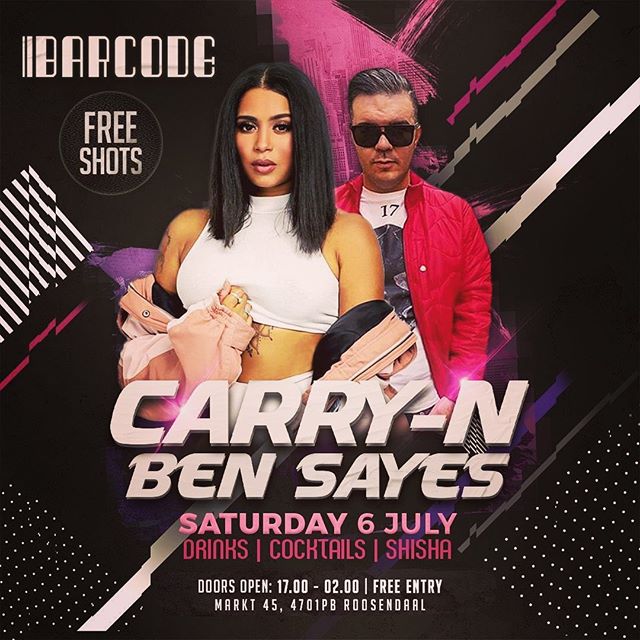 BARCODE
FREE
SHOTS
17
CARRY-N
BEN SAYES
SATURDAY 6 JULY
DRINKS | COCKTAILS | SHISHA
DOORS OPEN: 17.00 - 02.00 | FREE ENTRY
MARKT 45, 4701PB ROOSENDAAL